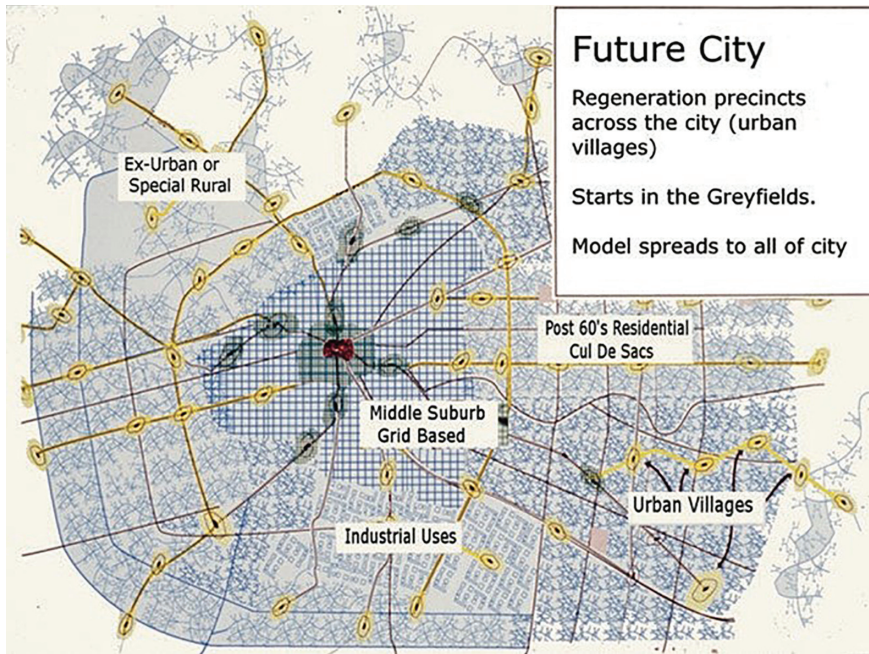 Future City
Regeneration precincts
across the city (urban
villages)
Starts in the Greyfields.
Model spreads to all of city
Ex-Urban or
Special Rural
Post 60's Residential
Cul De Sacs
Middle Suburb
Grid Based
Urban Villages
Industrial Uses